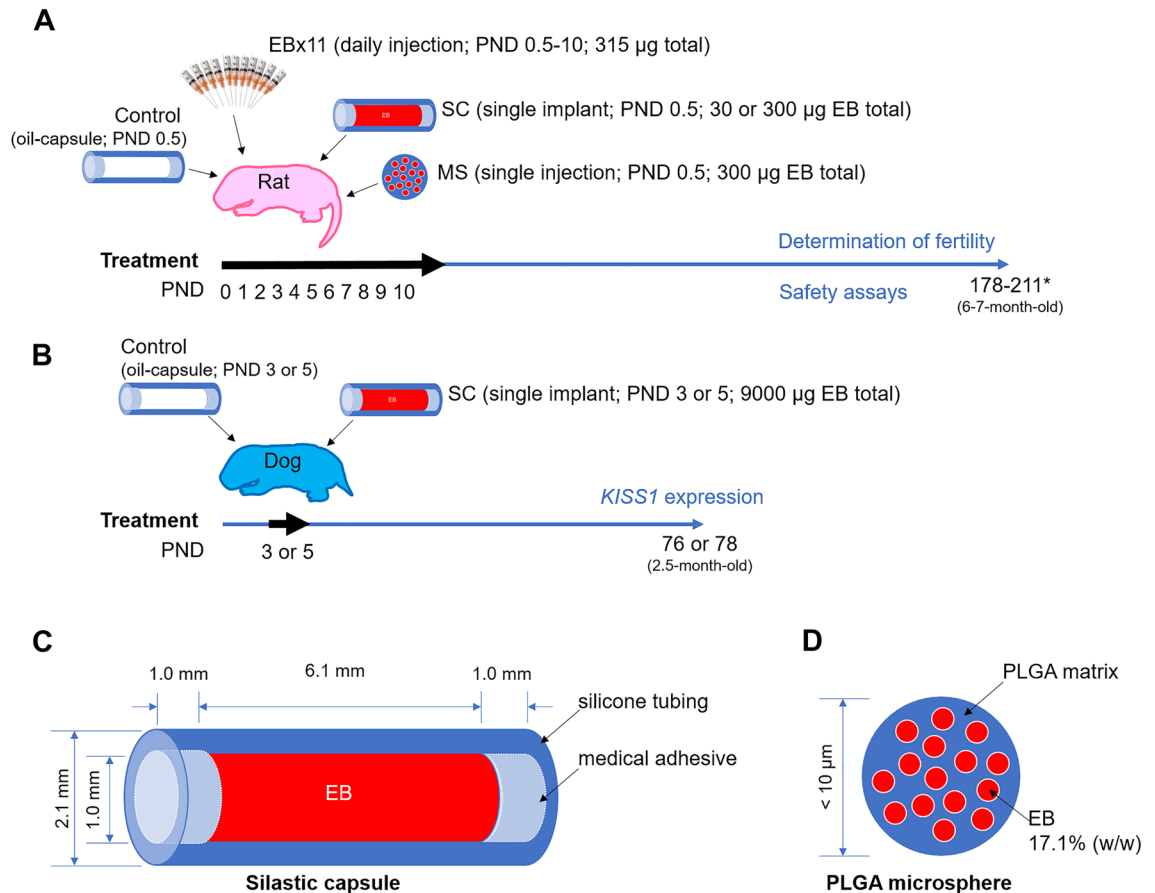 A
EBx11 (daily injection; PND 0.5-10; 315 µg total)
Control
(oil-capsule; PND 0.5)
EB
SC (single implant; PND 0.5; 30 or 300 µg EB total)
Rat
MS (single injection; PND 0.5; 300 µg EB total)
Determination of fertility
Treatment
PND
0 1 2 3 4 5 6 7 8 9 10
Safety assays
178-211*
(6-7-month-old)
B
Control
(oil-capsule; PND 3 or 5)
EB
SC (single implant; PND 3 or 5; 9000 µg EB total)
Dog
KISS1 expression
Treatment
PND
3 or 5
76 or 78
(2.5-month-old)
C
1.0 mm
6.1 mm
1.0 mm
silicone tubing
medical adhesive
2.1 mm
1.0 mm
EB
Silastic capsule
D
PLGA matrix
< 10 µm
EB
17.1% (w/w)
PLGA microsphere